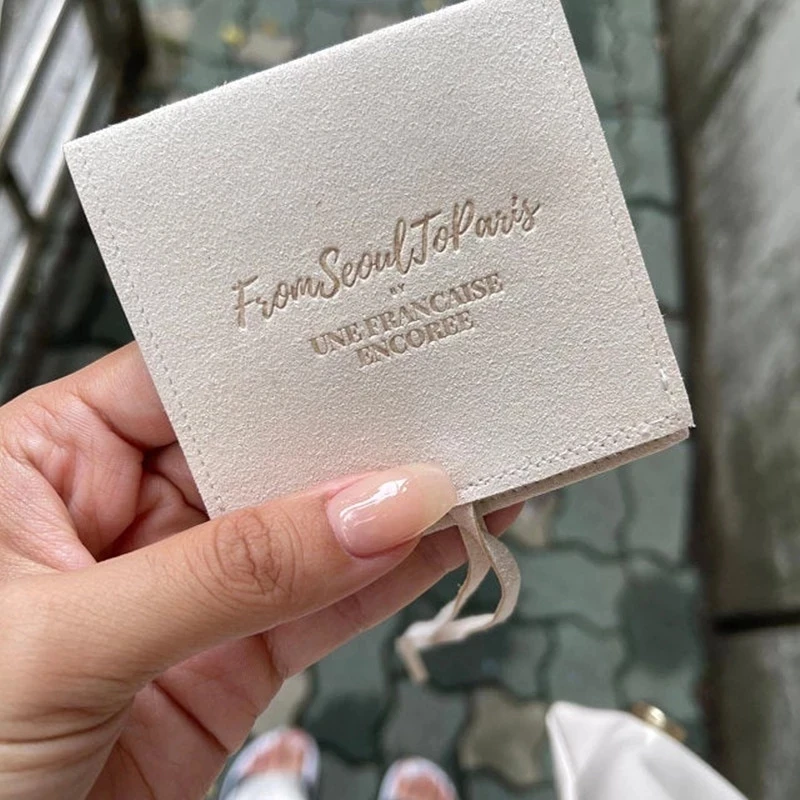 FromSeoulToParis
BY
UNE FRANCAISE
ENCOREE